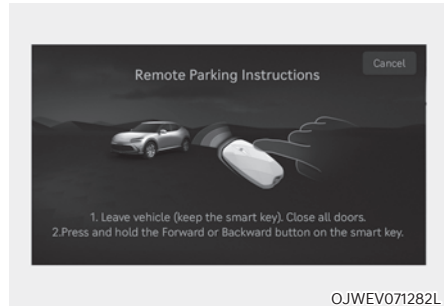 Cancel
Remote Parking Instructions
1. Leave vehicle (keep the smart key). Close all doors.
2.Press and hold the Forward or Backward button on the smart key.
OJWEV071282L